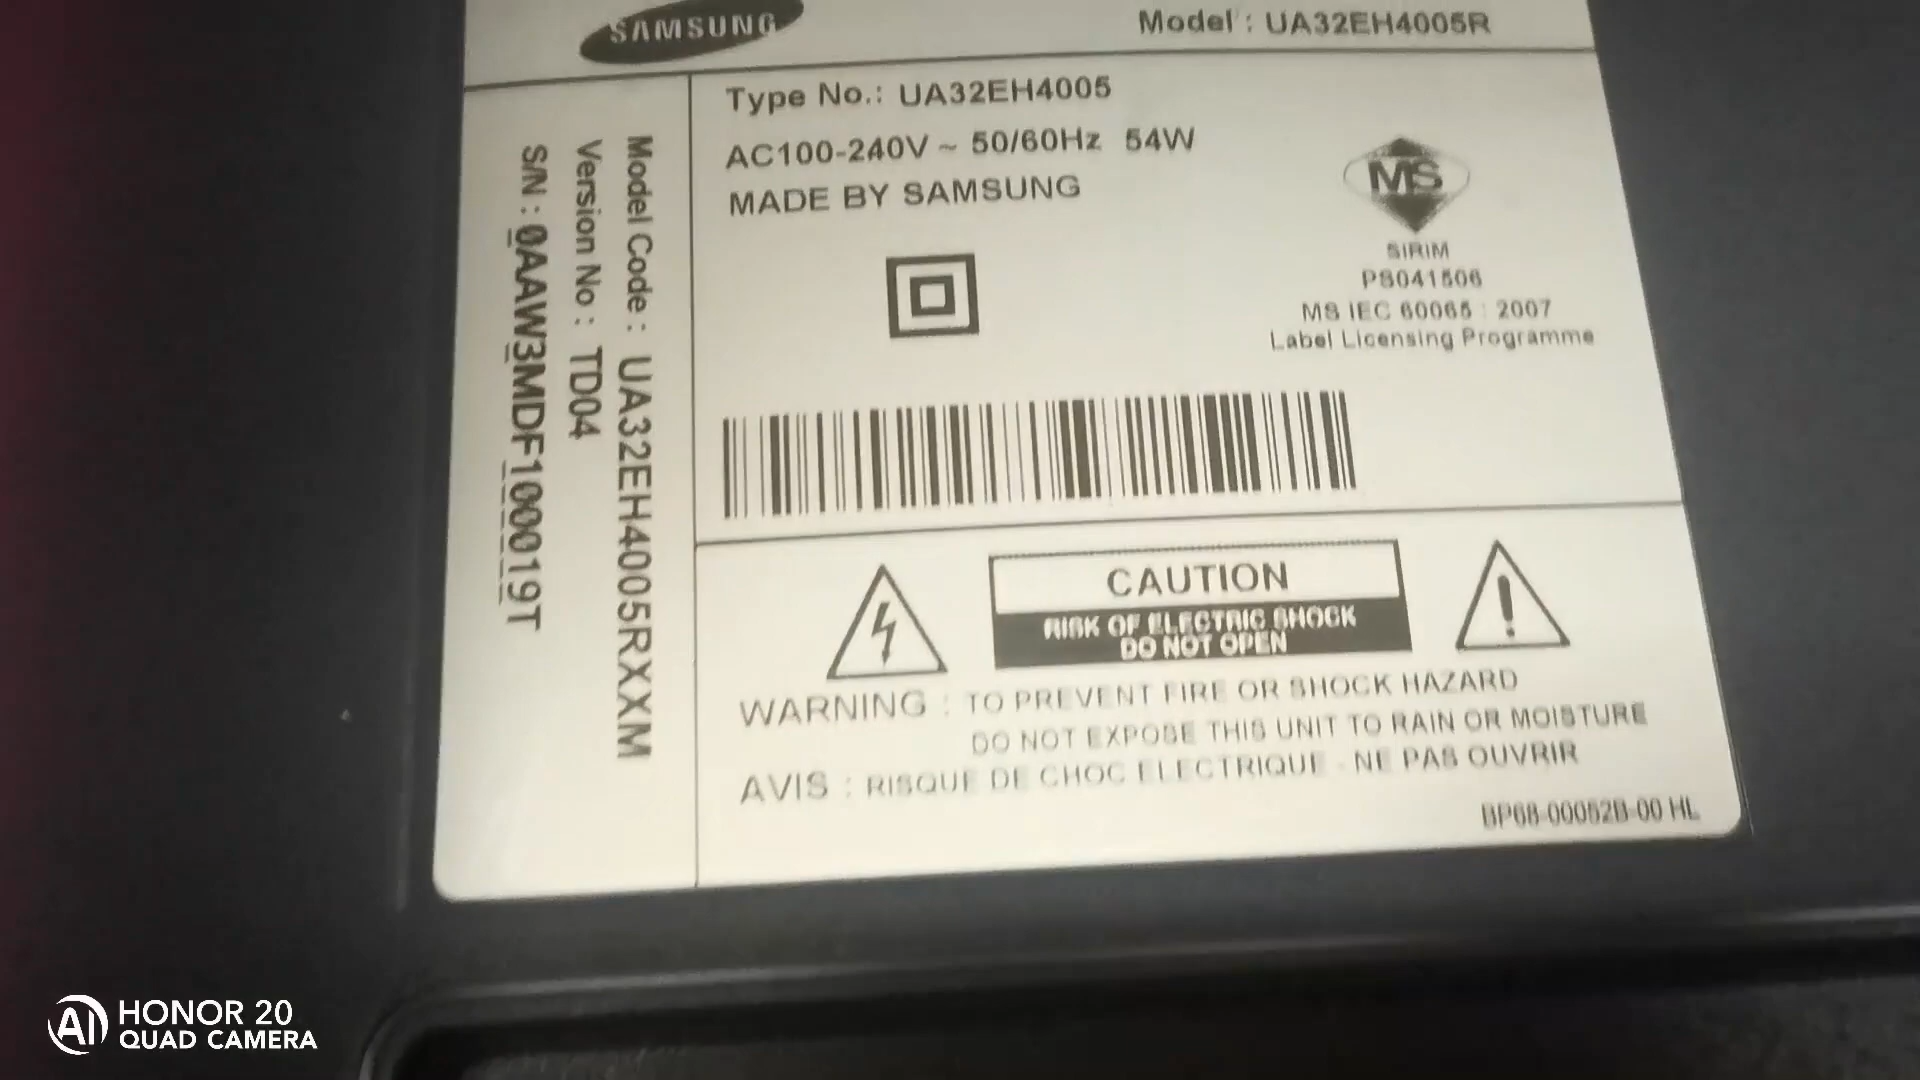 SAMSUNG
Model : UA32EH4005R
Type No.: UA32EH4005
AC100-240V ~ 50/60Hz 54W
MADE BY SAMSUNG
MS
SIRIM
PS041506
MS IEC 60065 : 2007
Label Licensing Programme
Model Code : UA32EH4005RXXM
Version No : TD04
S/N : 0AAW3MDF100019T
CAUTION
RISK OF ELECTRIC SHOCK
DO NOT OPEN
WARNING : TO PREVENT FIRE OR SHOCK HAZARD
DO NOT EXPOSE THIS UNIT TO RAIN OR MOISTURE
AVIS : RISQUE DE CHOC ELECTRIQUE - NE PAS OUVRIR
BP68-00052B-00 HL
AI HONOR 20
QUAD CAMERA